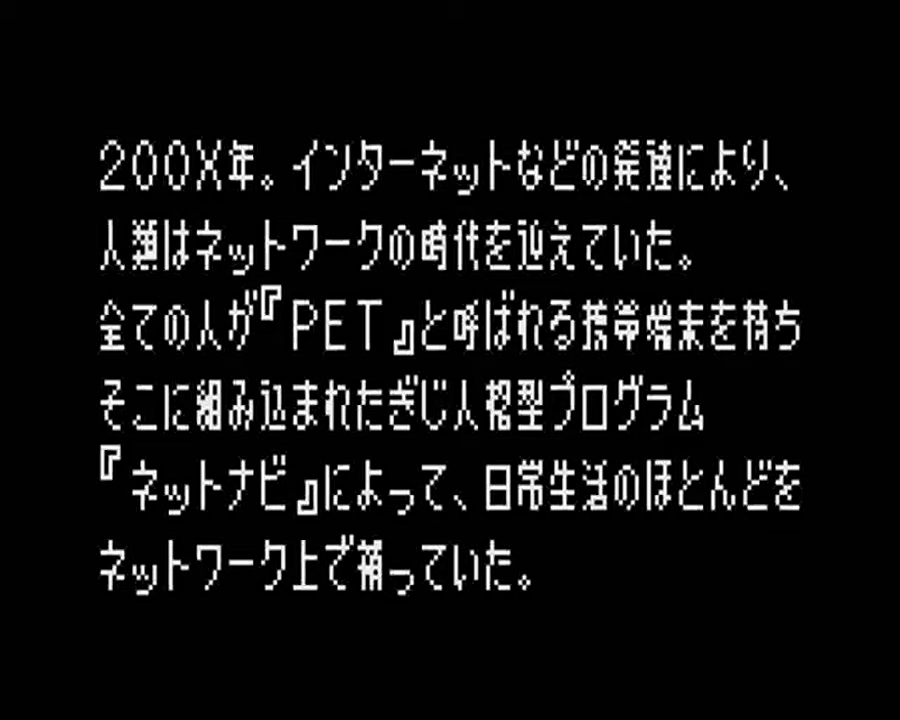 200X年。インターネットなどの発達により、
人類はネットワークの時代を迎えていた。
全ての人が『PET』と呼ばれる携帯端末を持ち
そこに組み込まれたぎじ人格型プログラム
『ネットナビ』によって、日常生活のほとんどを
ネットワーク上で補っていた。